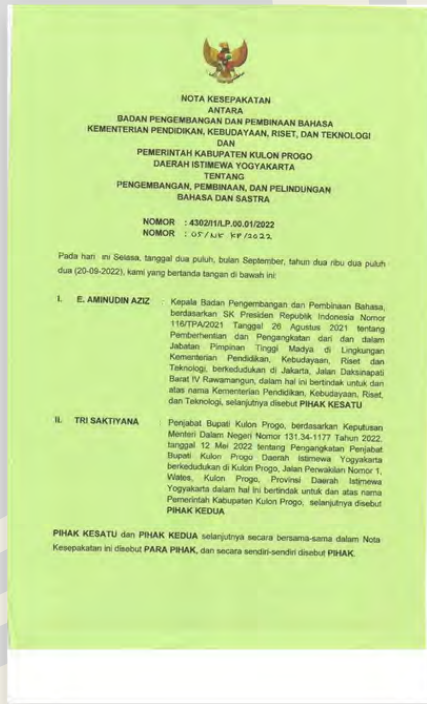 NOTA KESEPAKATAN
ANTARA
BADAN PENGEMBANGAN DAN PEMBINAAN BAHASA
KEMENTERIAN PENDIDIKAN, KEBUDAYAAN, RISET, DAN TEKNOLOGI
DAN
PEMERINTAH KABUPATEN KULON PROGO
DAERAH ISTIMEWA YOGYAKARTA
TENTANG
PENGEMBANGAN, PEMBINAAN, DAN PELINDUNGAN
BAHASA DAN SASTRA
NOMOR : 4302/I1/LP.00.01/2022
NOMOR : 05/NK KP/2022
Pada hari ini Selasa, tanggal dua puluh, bulan September, tahun dua ribu dua puluh
dua (20-09-2022), kami yang bertanda tangan di bawah ini:
I. E. AMINUDIN AZIZ : Kepala Badan Pengembangan dan Pembinaan Bahasa,
berdasarkan SK Presiden Republik Indonesia Nomor
116/TPA/2021 Tanggal 26 Agustus 2021 tentang
Pemberhentian dan Pengangkatan dari dan dalam
Jabatan Pimpinan Tinggi Madya di Lingkungan
Kementerian Pendidikan, Kebudayaan, Riset dan
Teknologi, berkedudukan di Jakarta, Jalan Daksinapati
Barat IV Rawamangun, dalam hal ini bertindak untuk dan
atas nama Kementerian Pendidikan, Kebudayaan, Riset,
dan Teknologi, selanjutnya disebut PIHAK KESATU
II. TRI SAKTIYANA : Penjabat Bupati Kulon Progo, berdasarkan Keputusan
Menteri Dalam Negeri Nomor 131.34-1177 Tahun 2022,
tanggal 12 Mei 2022 tentang Pengangkatan Penjabat
Bupati Kulon Progo Daerah Istimewa Yogyakarta
berkedudukan di Kulon Progo, Jalan Perwakilan Nomor 1,
Wates, Kulon Progo, Provinsi Daerah Istimewa
Yogyakarta dalam hal ini bertindak untuk dan atas nama
Pemerintah Kabupaten Kulon Progo, selanjutnya disebut
PIHAK KEDUA
PIHAK KESATU dan PIHAK KEDUA selanjutnya secara bersama-sama dalam Nota
Kesepakatan ini disebut PARA PIHAK, dan secara sendiri-sendiri disebut PIHAK.